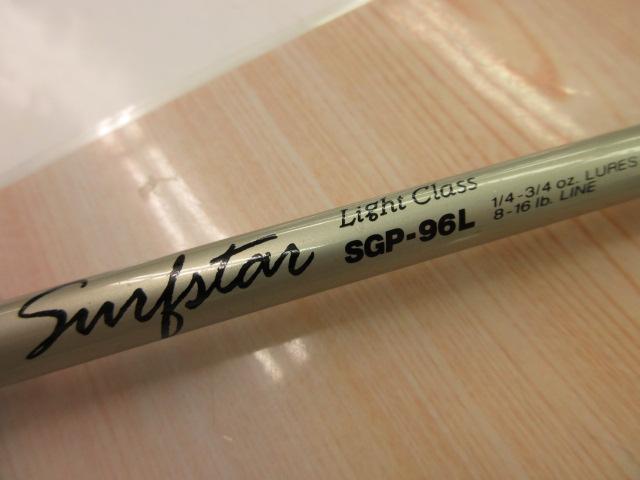 Surfstar
Light Class
SGP-96L
1/4-3/4 oz. LURES
8-16 lb. LINE